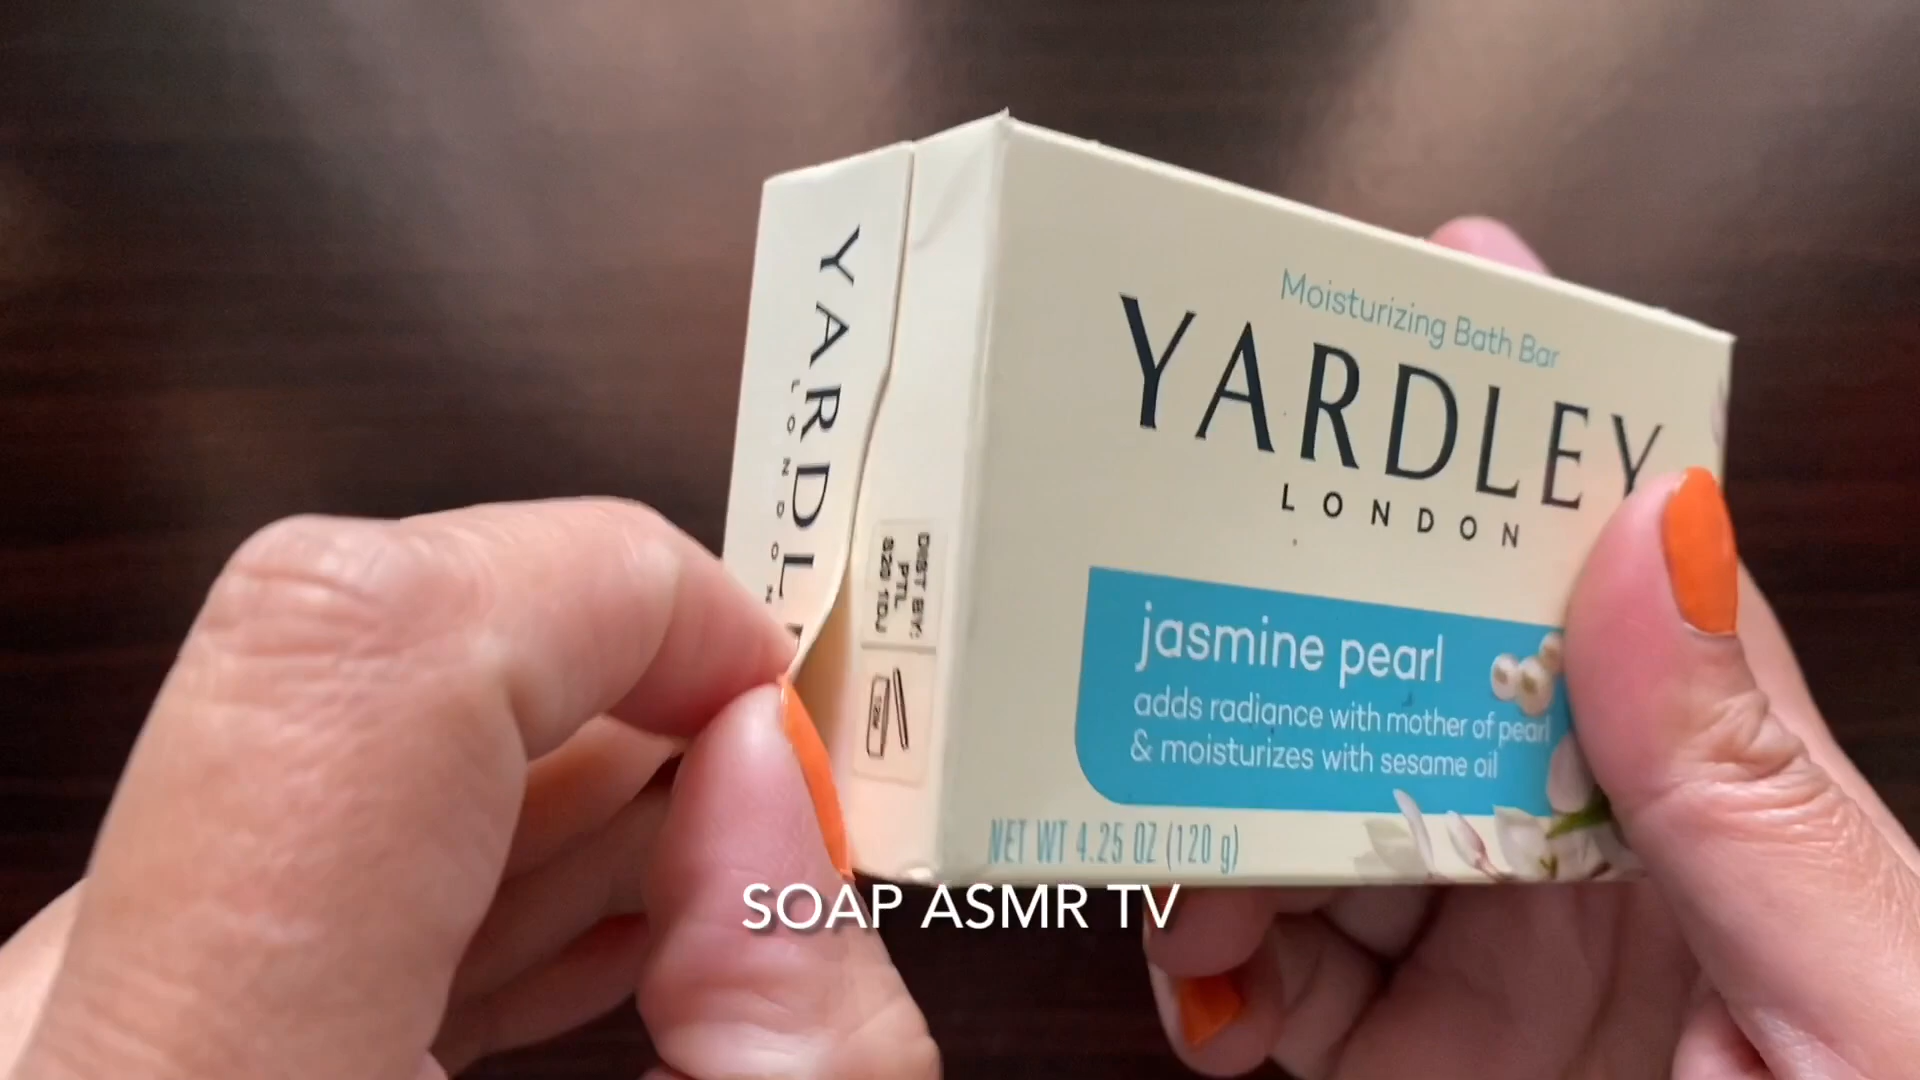 YARDLEY
LONDON
DIST BY:
PTL
Moisturizing Bath Bar
YARDLEY
LONDON
jasmine pearl
adds radiance with mother of pearl
& moisturizes with sesame oil
NET WT 4.25 OZ (120 g)
SOAP ASMR TV